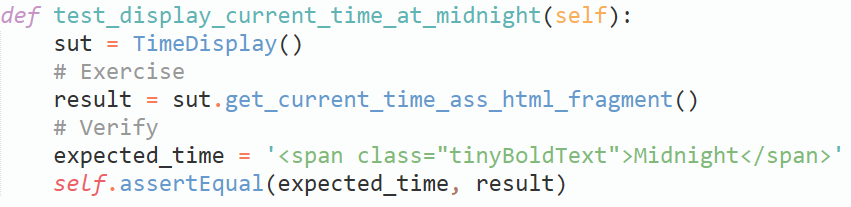 def test_display_current_time_at_midnight(self):
    sut = TimeDisplay()
    # Exercise
    result = sut.get_current_time_ass_html_fragment()
    # Verify
    expected_time = '<span class="tinyBoldText">Midnight</span>'
    self.assertEqual(expected_time, result)